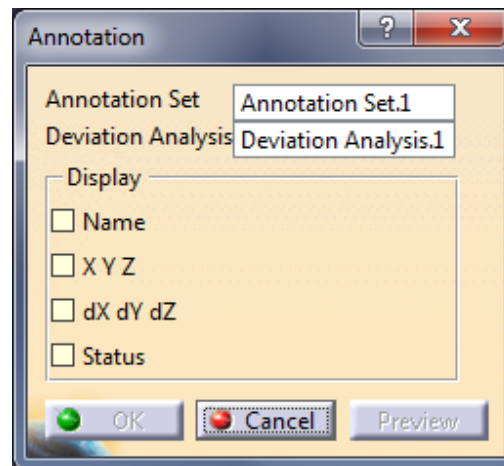 Annotation
?
X
Annotation Set Annotation Set.1
Deviation Analysis Deviation Analysis.1
Display
Name
X Y Z
dX dY dZ
Status
OK Cancel Preview